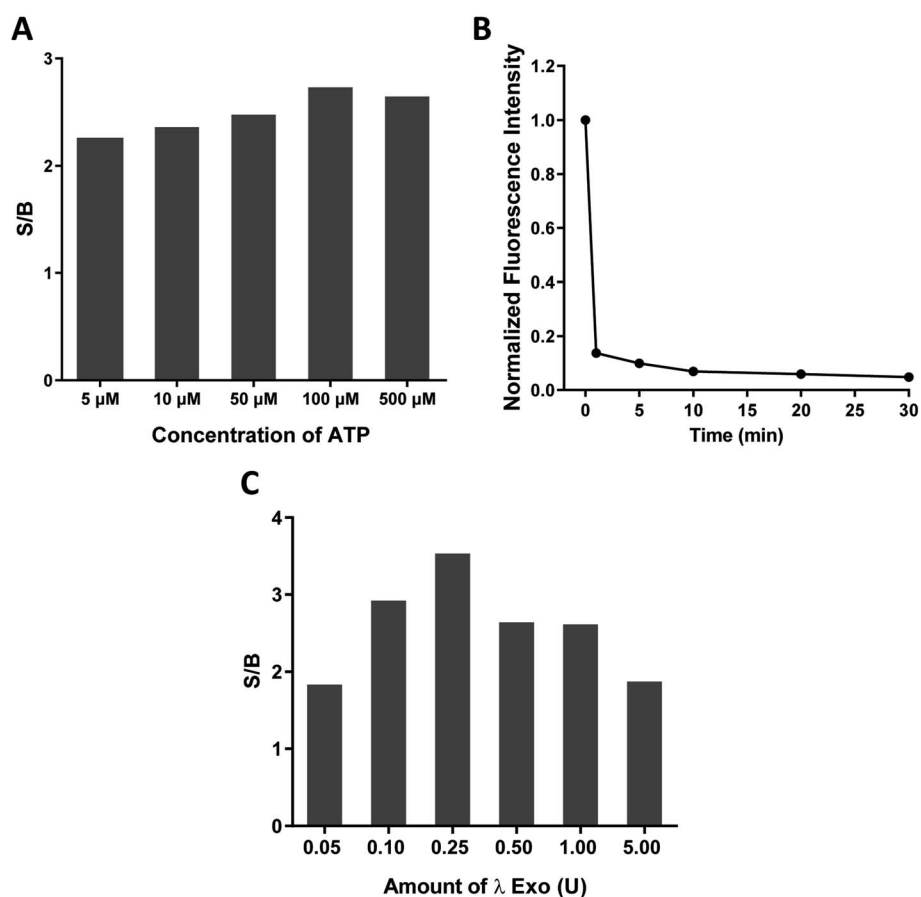 A
S/B
3
2
1
0
5 µM 10 µM 50 µM 100 µM 500 µM
Concentration of ATP
B
Normalized Fluorescence Intensity
1.2
1.0
0.8
0.6
0.4
0.2
0.0
0 5 10 15 20 25 30
Time (min)
C
S/B
4
3
2
1
0
0.05 0.10 0.25 0.50 1.00 5.00
Amount of λ Exo (U)